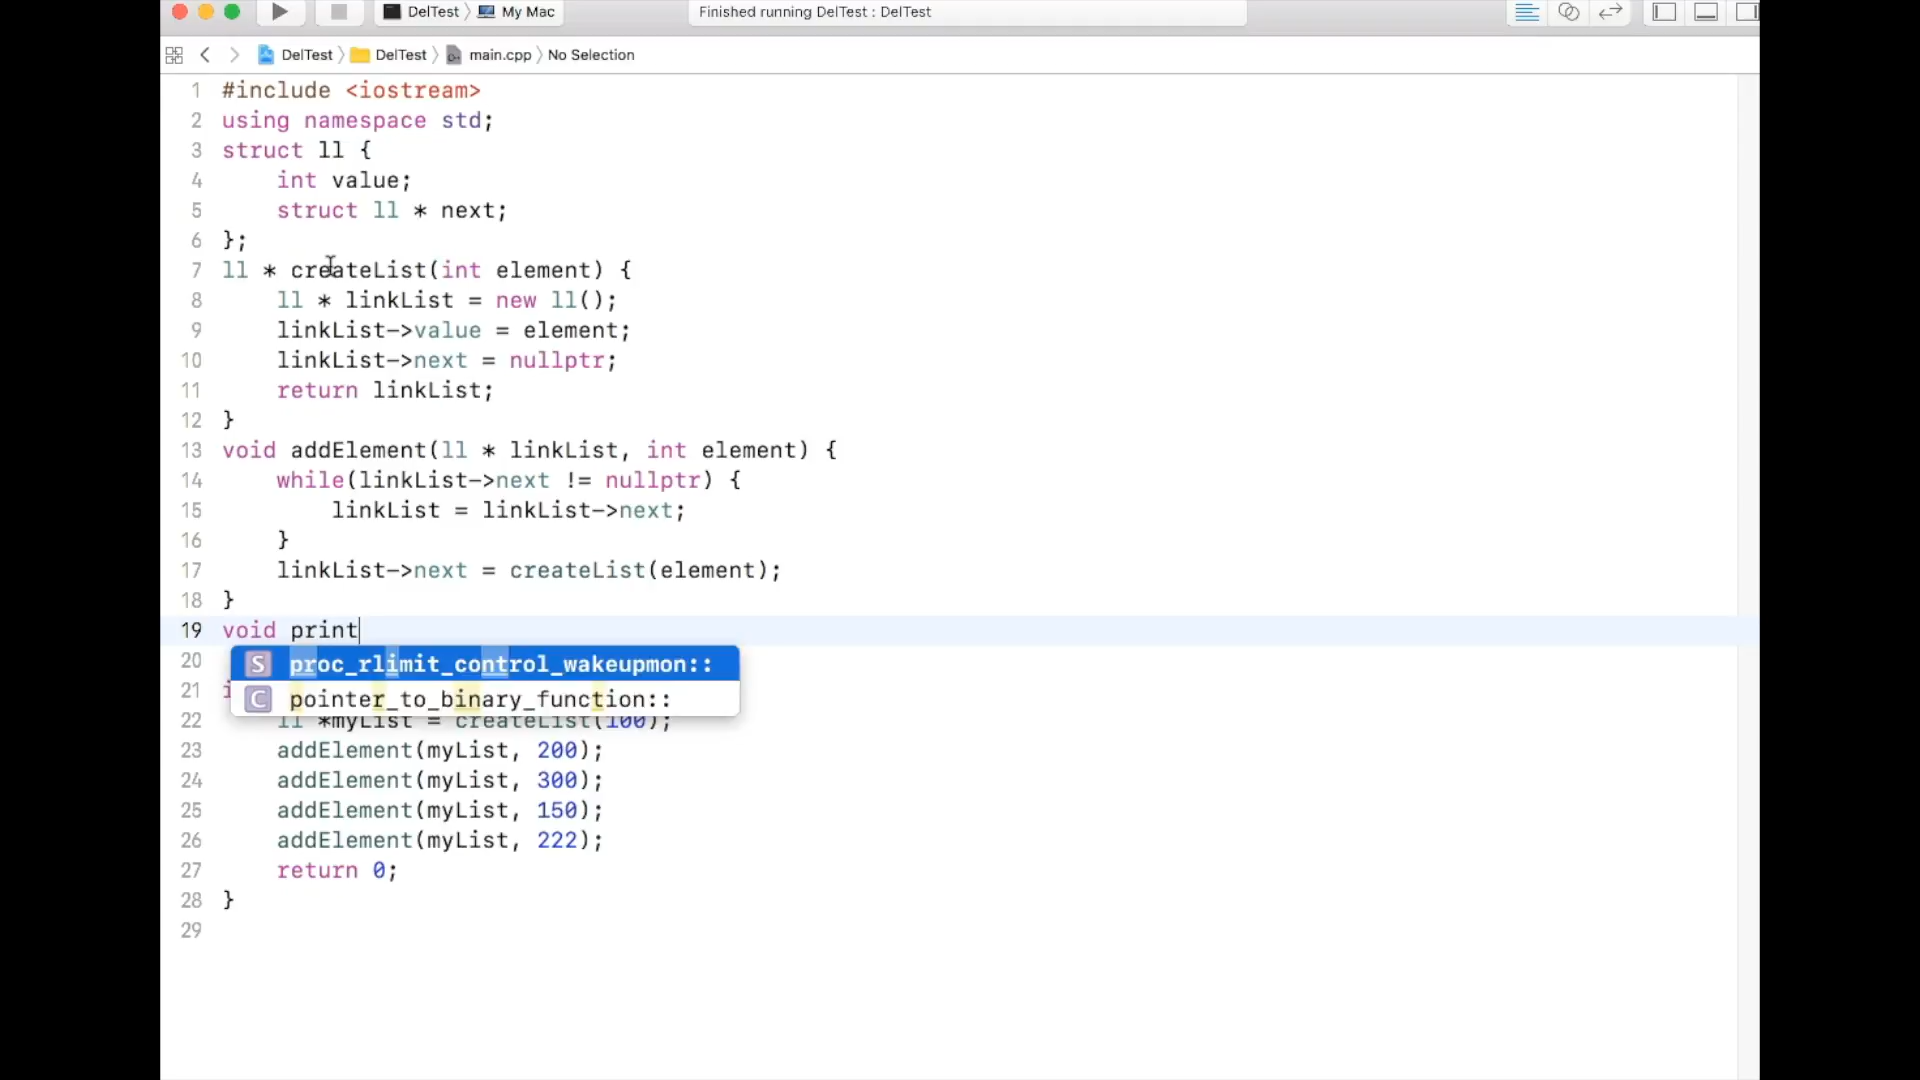 DelTest My Mac Finished running DelTest : DelTest
DelTest DelTest main.cpp No Selection
1 #include <iostream>
2 using namespace std;
3 struct ll {
4 int value;
5 struct ll * next;
6 };
7 ll * createList(int element) {
8 ll * linkList = new ll();
9 linkList->value = element;
10 linkList->next = nullptr;
11 return linkList;
12 }
13 void addElement(ll * linkList, int element) {
14 while(linkList->next != nullptr) {
15 linkList = linkList->next;
16 }
17 linkList->next = createList(element);
18 }
19 void print
20 S proc_rlimit_control_wakeupmon::
21 C pointer_to_binary_function::
22 ll *myList = createList(100);
23 addElement(myList, 200);
24 addElement(myList, 300);
25 addElement(myList, 150);
26 addElement(myList, 222);
27 return 0;
28 }
29